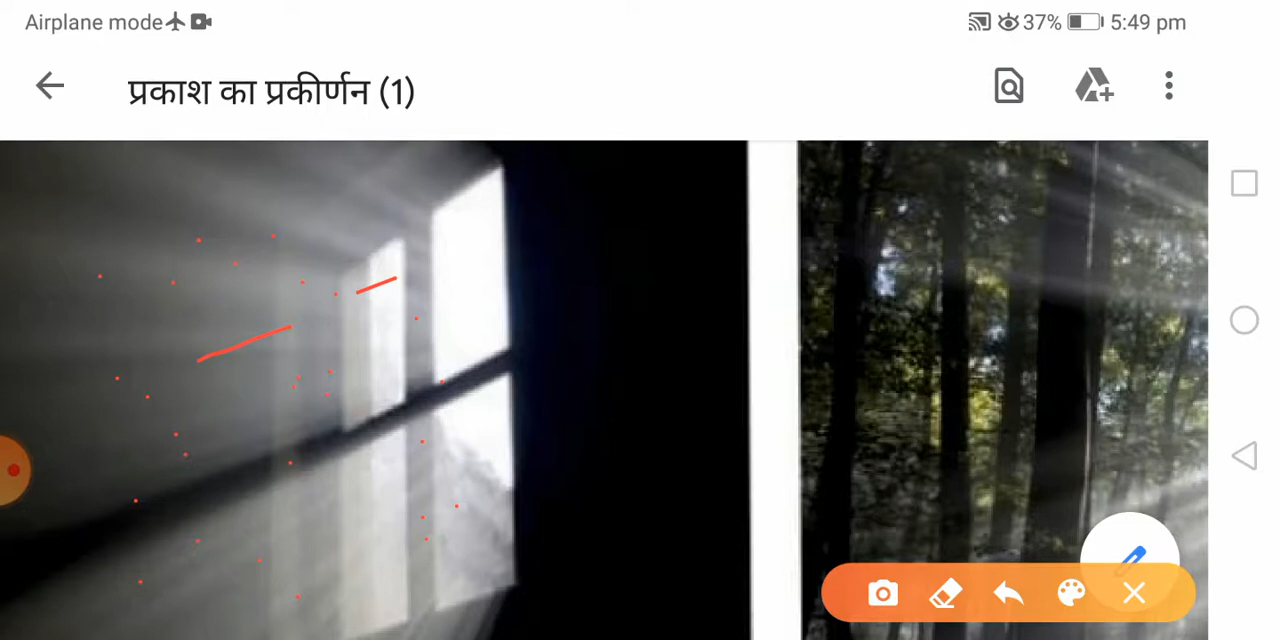 Airplane mode
37% 5:49 pm
प्रकाश का प्रकीर्णन (1)